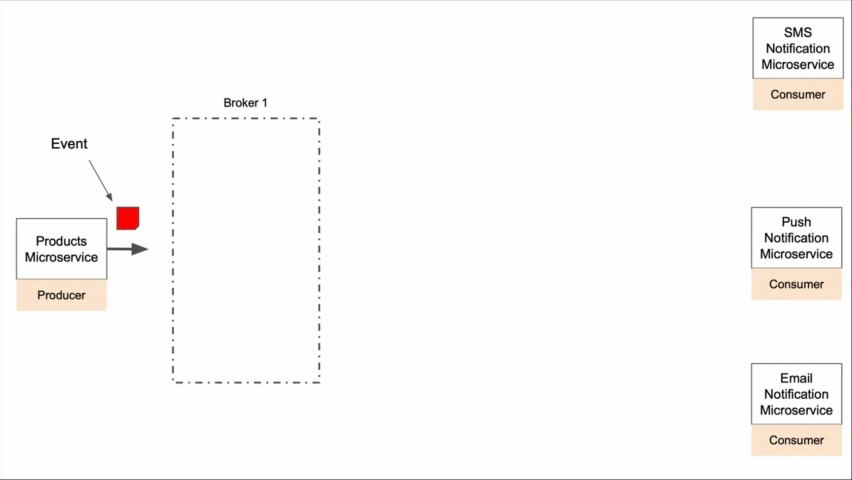 SMS
Notification
Microservice
Consumer
Broker 1
Event
Products
Microservice
Producer
Push
Notification
Microservice
Consumer
Email
Notification
Microservice
Consumer